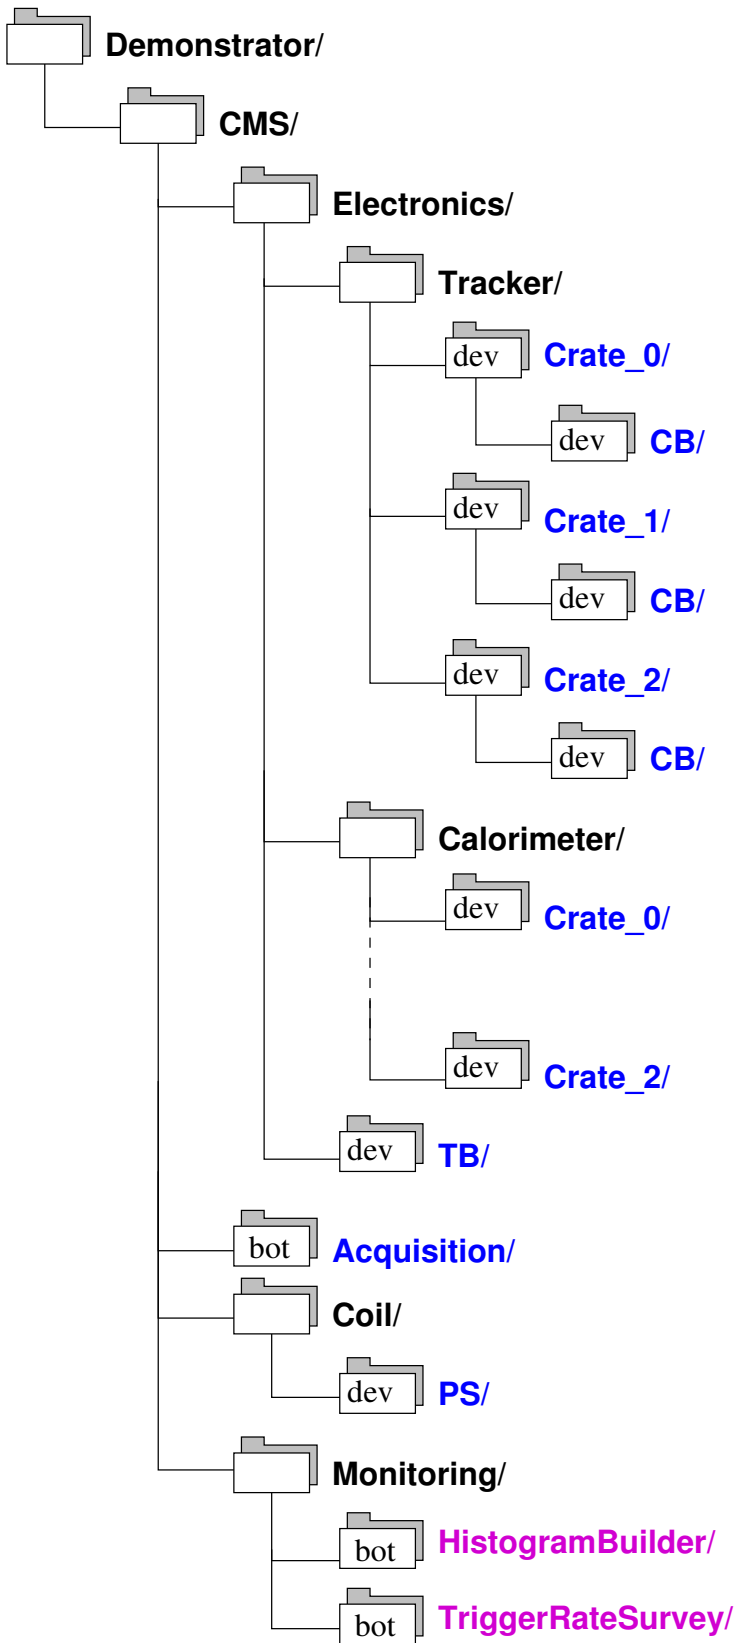 Demonstrator/
CMS/
Electronics/
Tracker/
dev Crate_0/
dev CB/
dev Crate_1/
dev CB/
dev Crate_2/
dev CB/
Calorimeter/
dev Crate_0/
dev Crate_2/
dev TB/
bot Acquisition/
Coil/
dev PS/
Monitoring/
bot HistogramBuilder/
bot TriggerRateSurvey/